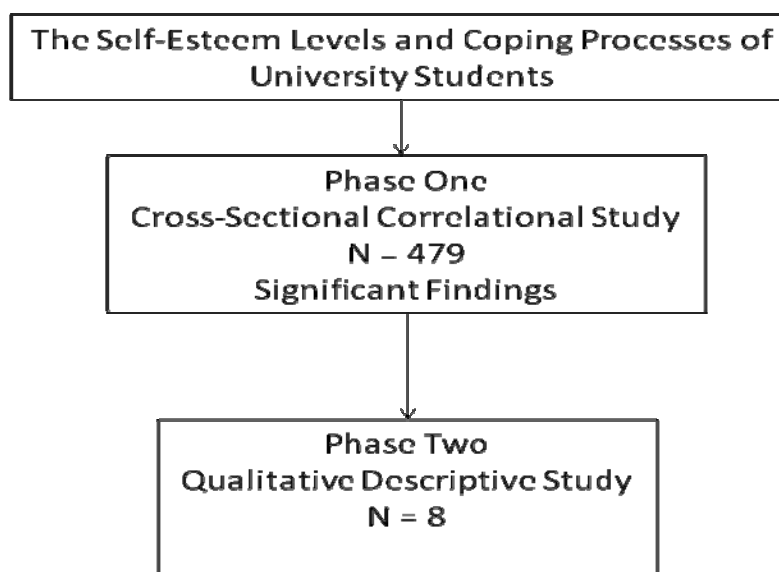 The Self-Esteem Levels and Coping Processes of
University Students
Phase One
Cross-Sectional Correlational Study
N – 479
Significant Findings
Phase Two
Qualitative Descriptive Study
N = 8